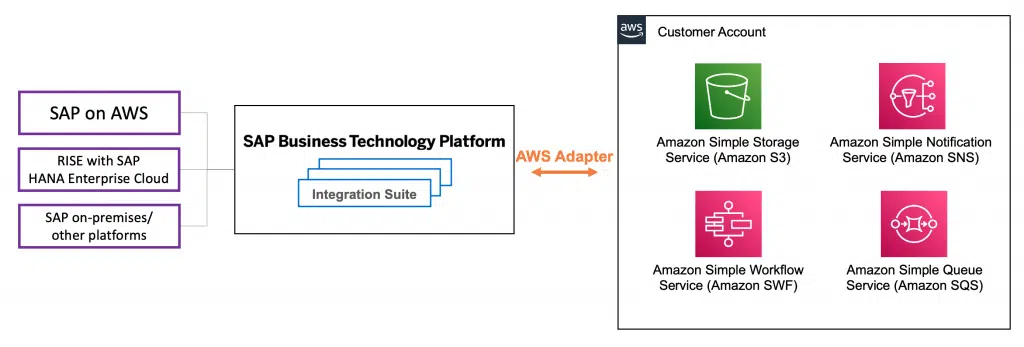 SAP on AWS
RISE with SAP
HANA Enterprise Cloud
SAP on-premises/
other platforms
SAP Business Technology Platform
Integration Suite
AWS Adapter
aws
Customer Account
Amazon Simple Storage
Service (Amazon S3)
Amazon Simple Notification
Service (Amazon SNS)
Amazon Simple Workflow
Service (Amazon SWF)
Amazon Simple Queue
Service (Amazon SQS)